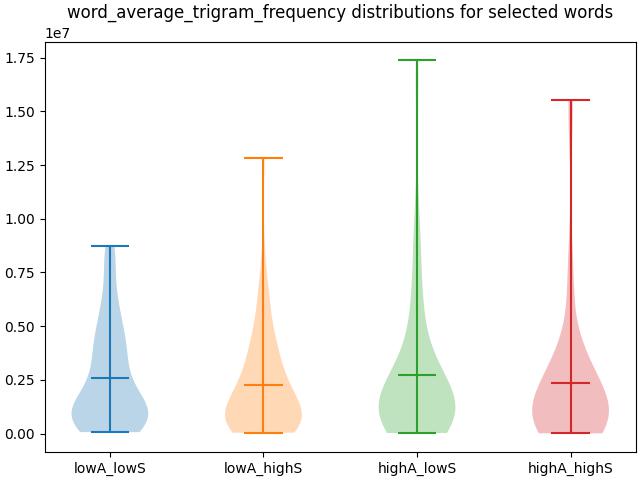 word_average_trigram_frequency distributions for selected words
1e7
1.75
1.50
1.25
1.00
0.75
0.50
0.25
0.00
lowA_lowS lowA_highS highA_lowS highA_highS